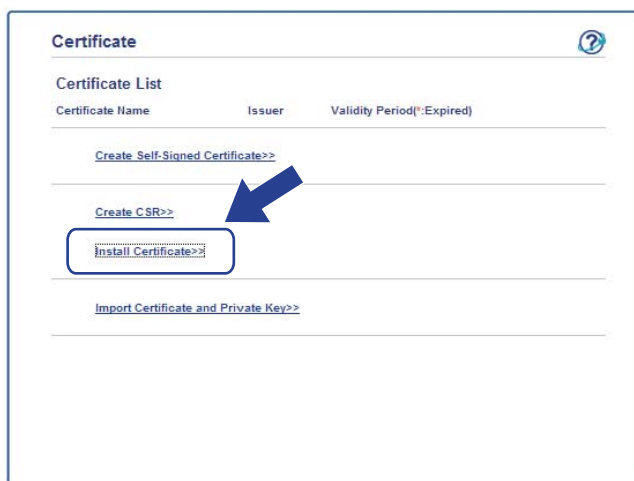 Certificate
?
Certificate List
Certificate Name Issuer Validity Period(*:Expired)
Create Self-Signed Certificate>>
Create CSR>>
Install Certificate>>
Import Certificate and Private Key>>